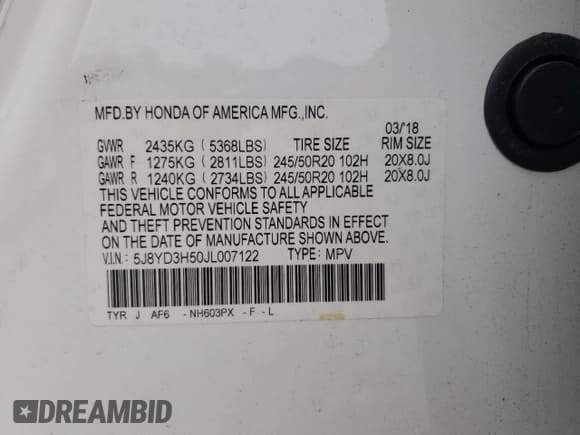 MFD.BY HONDA OF AMERICA MFG.,INC.
03/'18
GVWR 2435KG ( 5368LBS) TIRE SIZE RIM SIZE
GAWR F 1275KG ( 2811LBS) 245/50R20 102H 20X8.0J
GAWR R 1240KG ( 2734LBS) 245/50R20 102H 20X8.0J
THIS VEHICLE CONFORMS TO ALL APPLICABLE
FEDERAL MOTOR VEHICLE SAFETY
AND THEFT PREVENTION STANDARDS IN EFFECT
ON THE DATE OF MANUFACTURE SHOWN ABOVE.
V.I.N.: 5J8YD3H50JL007122 TYPE: MPV
TYR J AF6 - NH603PX - F - L
DREAMBID